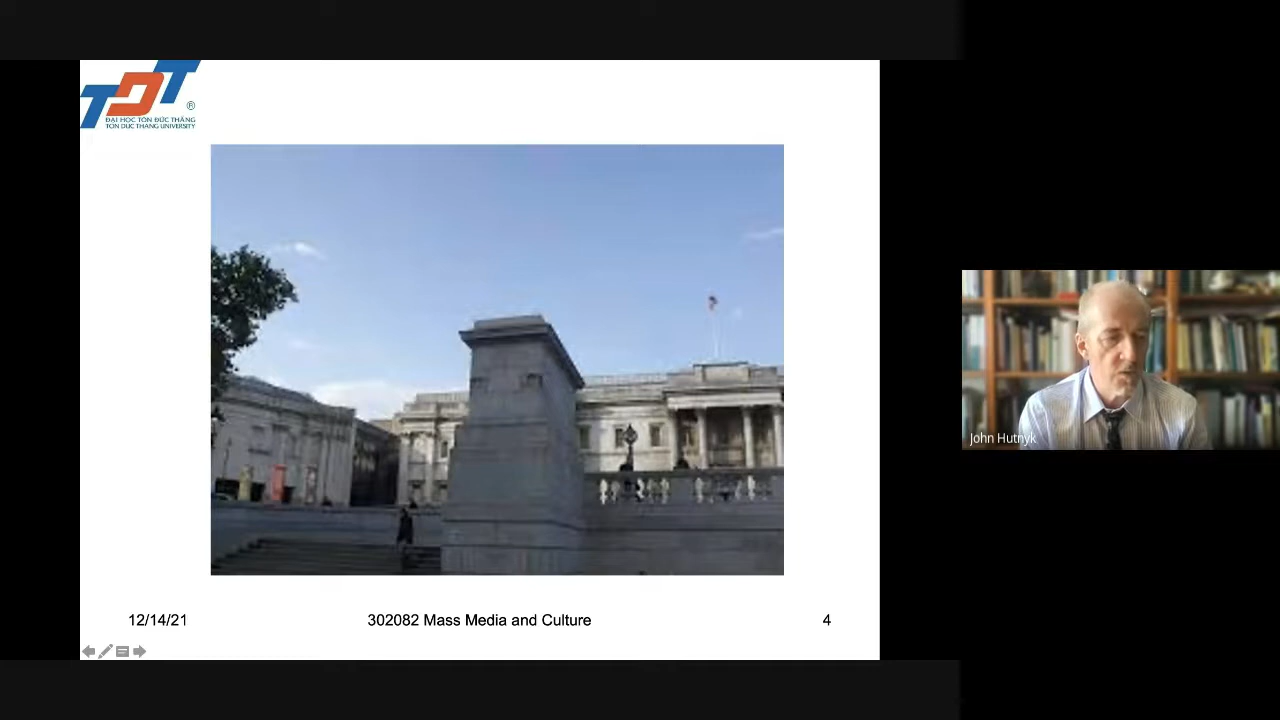 TDT
®
ĐẠI HỌC TÔN ĐỨC THẮNG
TON DUC THANG UNIVERSITY
John Hutnyk
12/14/21
302082 Mass Media and Culture
4